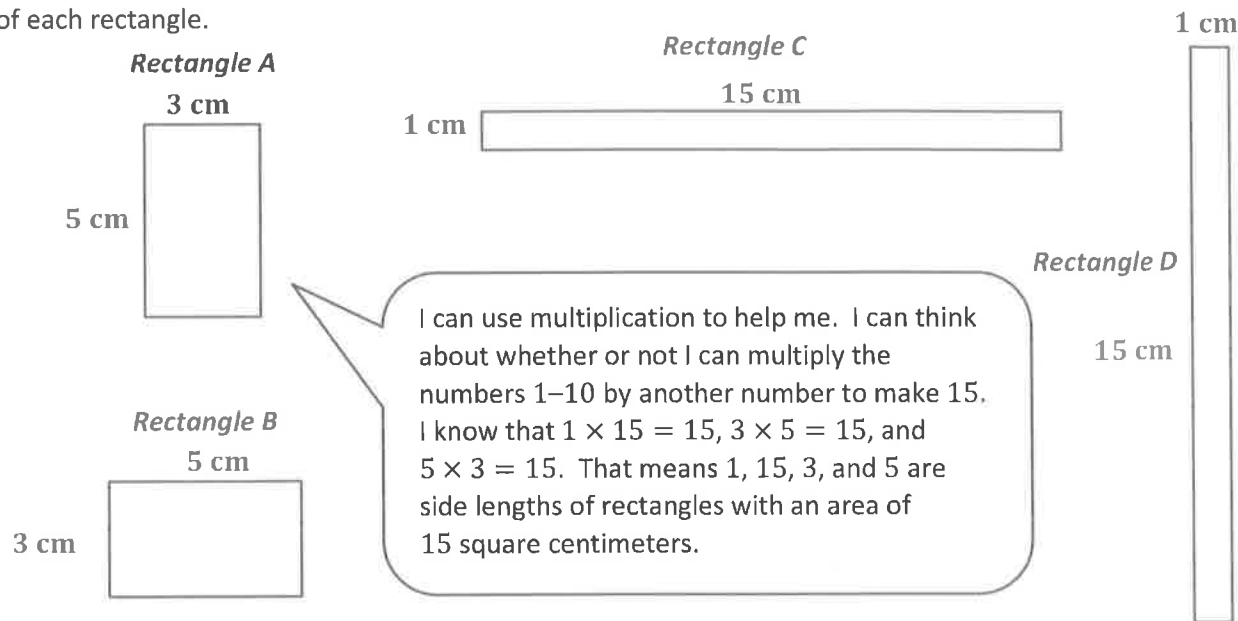 of each rectangle.
Rectangle A
3 cm
5 cm
Rectangle C
15 cm
1 cm
1 cm
Rectangle D
15 cm
I can use multiplication to help me. I can think
about whether or not I can multiply the
numbers 1–10 by another number to make 15.
I know that 1 × 15 = 15, 3 × 5 = 15, and
5 × 3 = 15. That means 1, 15, 3, and 5 are
side lengths of rectangles with an area of
15 square centimeters.
Rectangle B
5 cm
3 cm